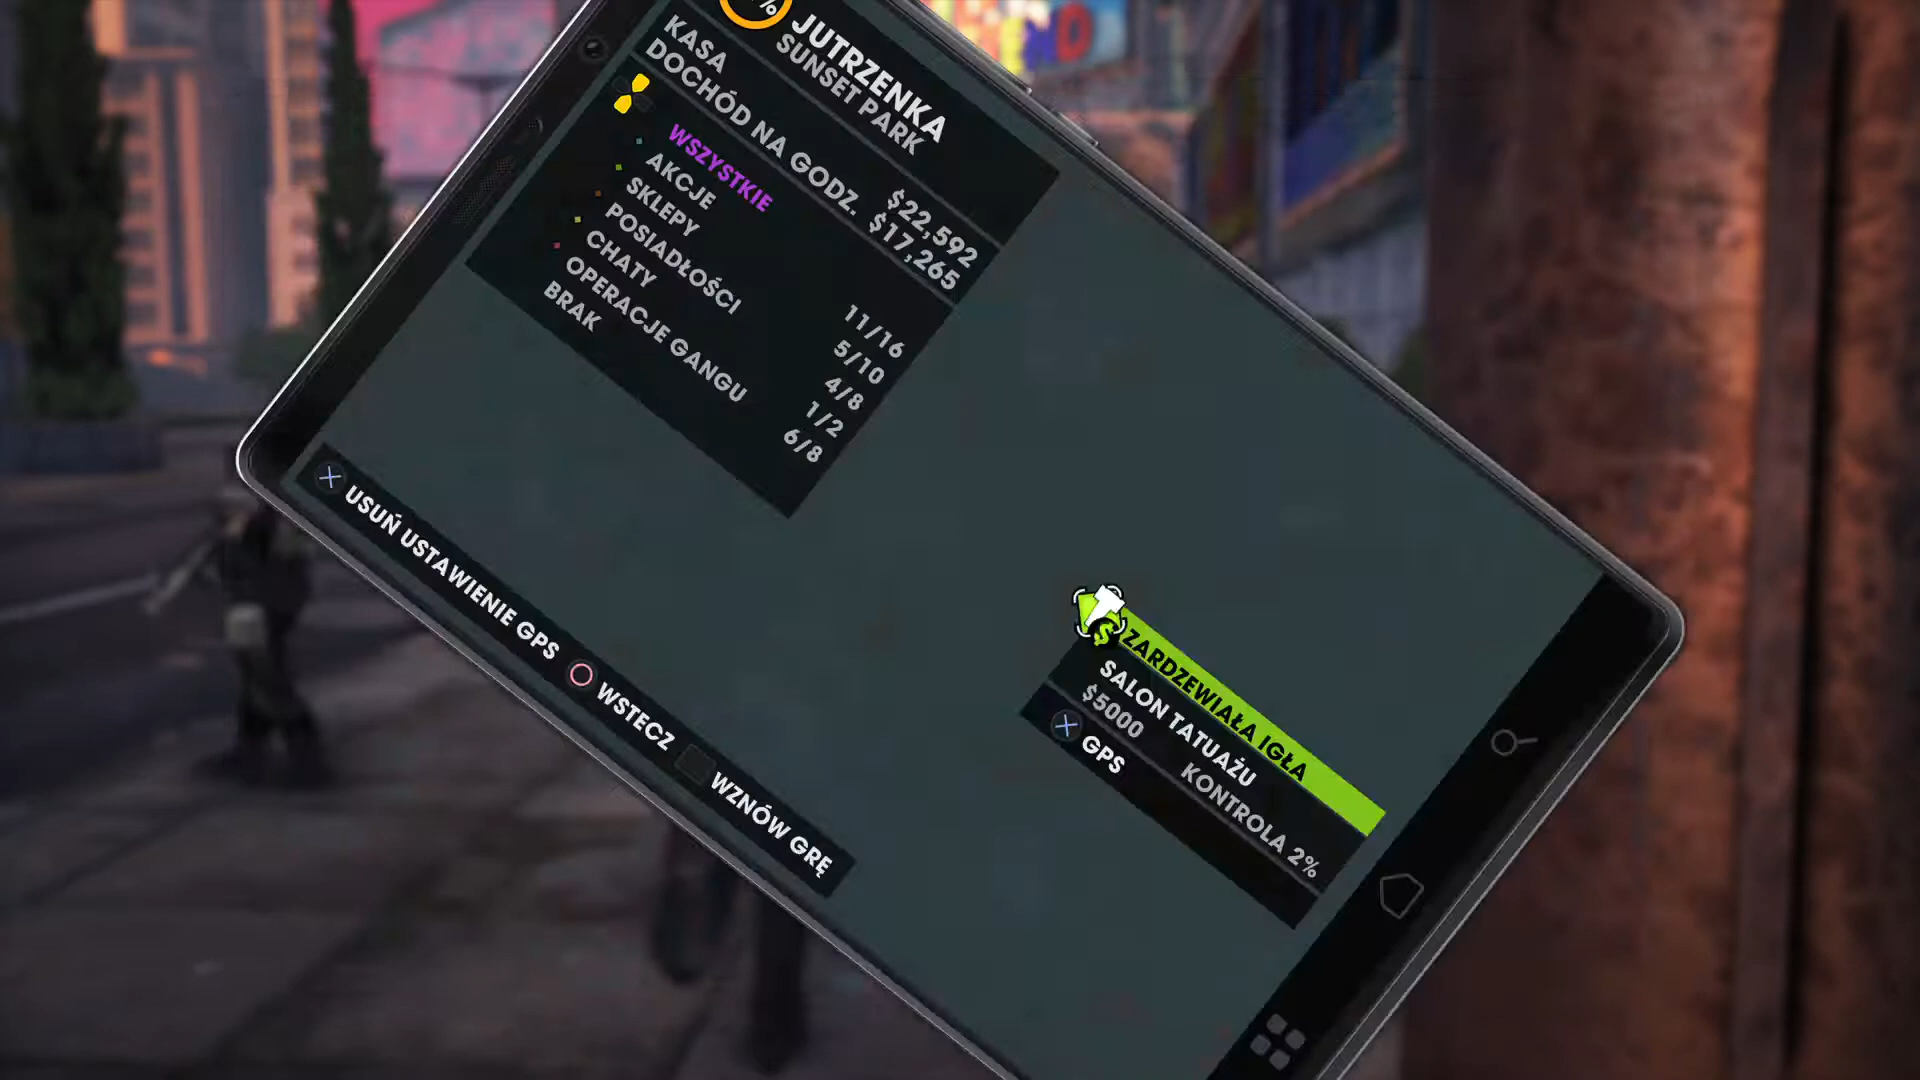 %
JUTRZENKA
SUNSET PARK
KASA $22,592
DOCHÓD NA GODZ. $17,265
WSZYSTKIE
AKCJE 11/16
SKLEPY 5/10
POSIADŁOŚCI 4/8
CHATY 1/2
OPERACJE GANGU 6/8
BRAK
ZARDZEWIAŁA IGŁA
SALON TATUAŻU
$5000 KONTROLA 2%
GPS
USUŃ USTAWIENIE GPS WSTECZ WZNÓW GRĘ
END